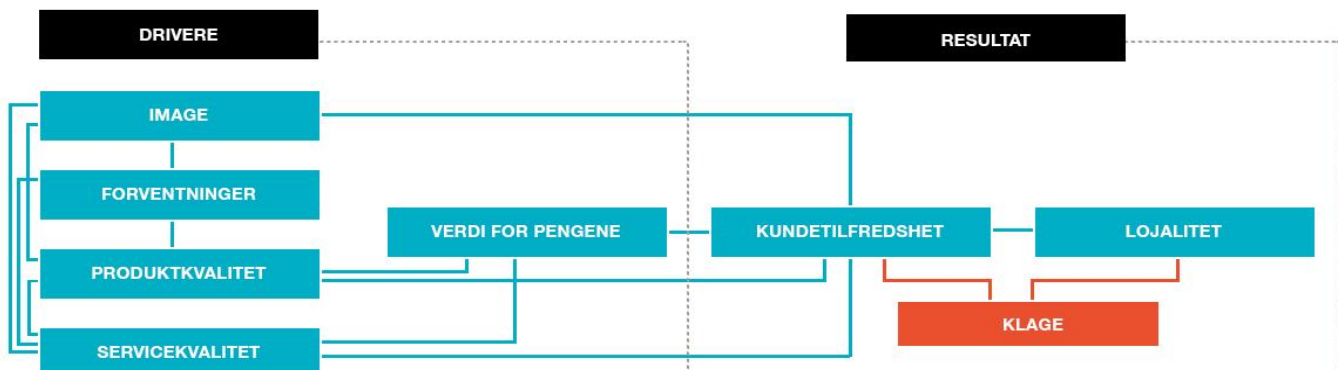 DRIVERE
RESULTAT
IMAGE
FORVENTNINGER
VERDI FOR PENGENE
KUNDETILFREDSHET
LOJALITET
PRODUKTKVALITET
KLAGE
SERVICEKVALITET